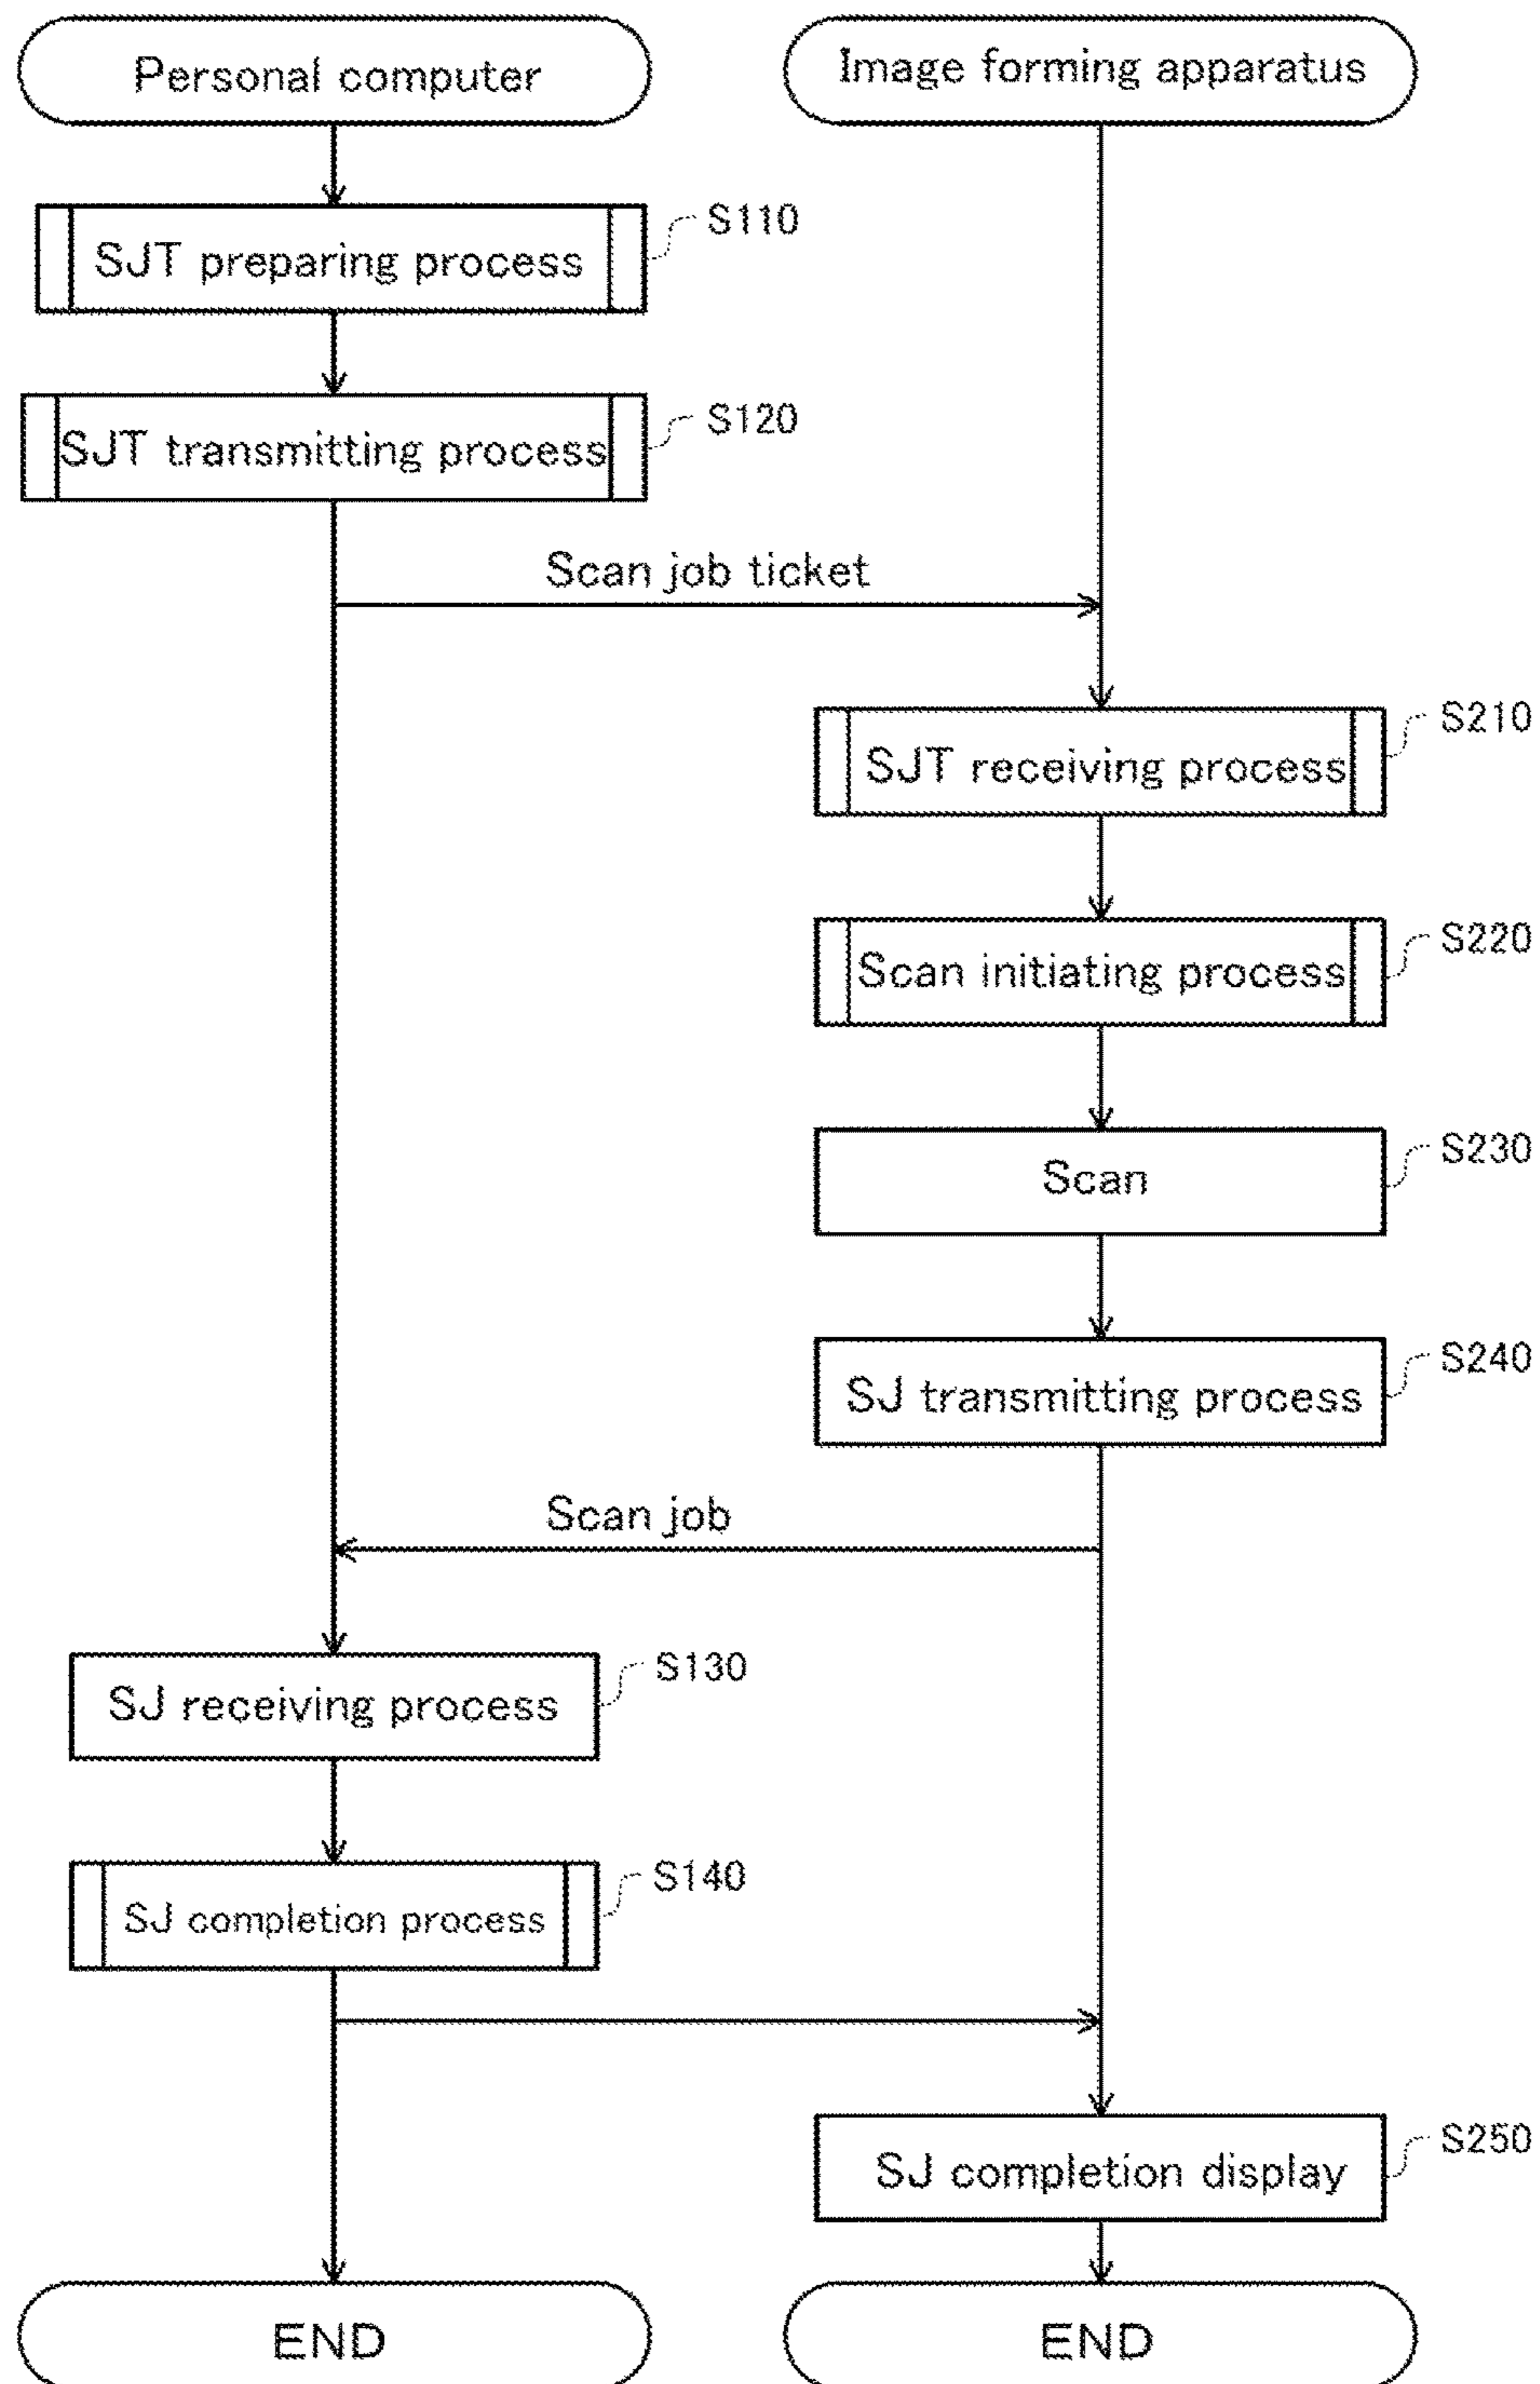 Personal computer
Image forming apparatus
SJT preparing process
S110
SJT transmitting process
S120
Scan job ticket
SJT receiving process
S210
Scan initiating process
S220
Scan
S230
SJ transmitting process
S240
Scan job
SJ receiving process
S130
SJ completion process
S140
SJ completion display
S250
END
END